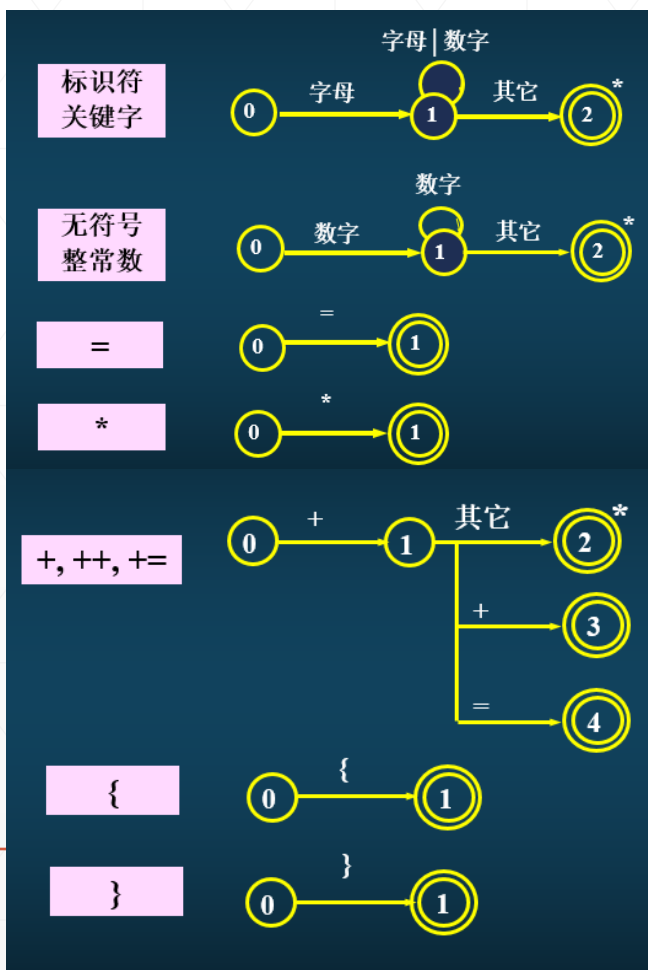 字母|数字
标识符
关键字
0
字母
1
其它
2
*
数字
无符号
整常数
0
数字
1
其它
2
*
=
0
=
1
*
0
*
1
+, ++, +=
0
+
1
其它
2
*
+
3
=
4
{
0
{
1
}
0
}
1